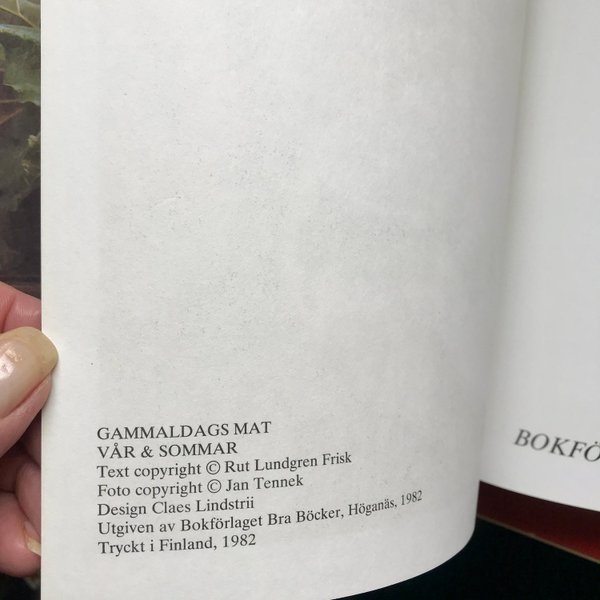 GAMMALDAGS MAT
VÅR & SOMMAR
Text copyright © Rut Lundgren Frisk
Foto copyright © Jan Tennek
Design Claes Lindstrii
Utgiven av Bokförlaget Bra Böcker, Höganäs, 1982
Tryckt i Finland, 1982
BOKFÖ